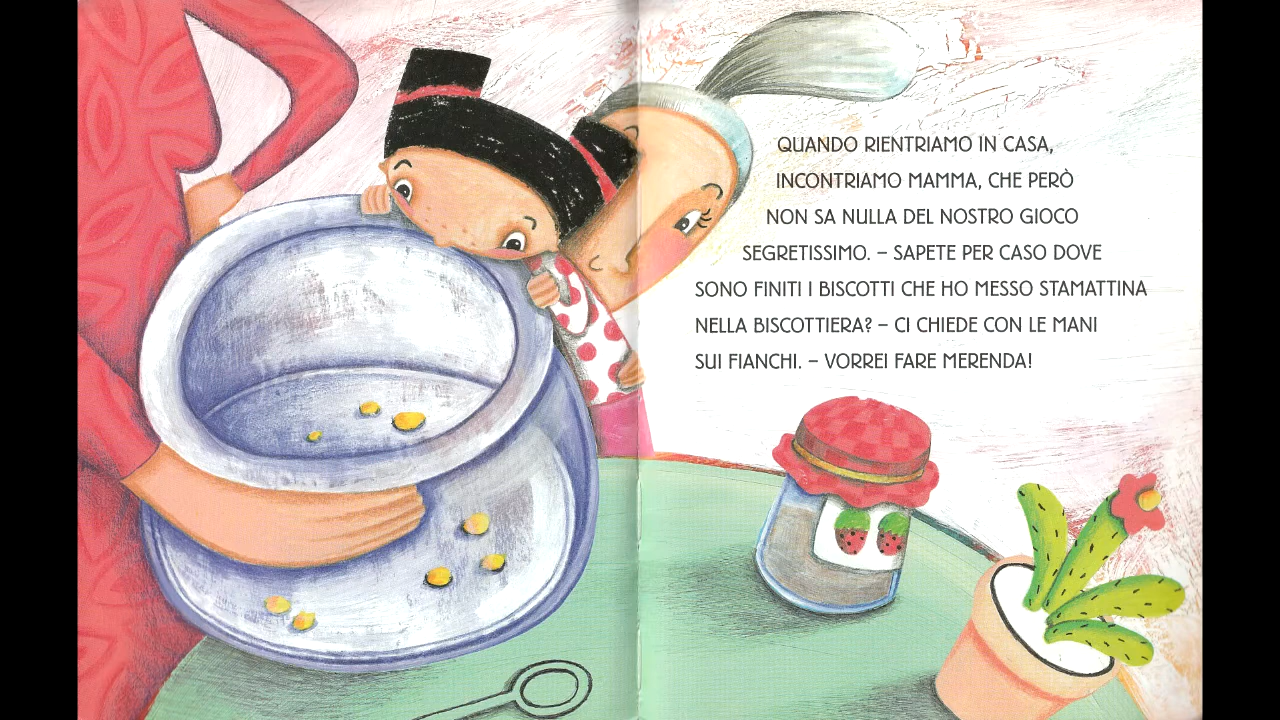 QUANDO RIENTRIAMO IN CASA,
INCONTRIAMO MAMMA, CHE PERÒ
NON SA NULLA DEL NOSTRO GIOCO
SEGRETISSIMO. – SAPETE PER CASO DOVE
SONO FINITI I BISCOTTI CHE HO MESSO STAMATTINA
NELLA BISCOTTIERA? – CI CHIEDE CON LE MANI
SUI FIANCHI. – VORREI FARE MERENDA!